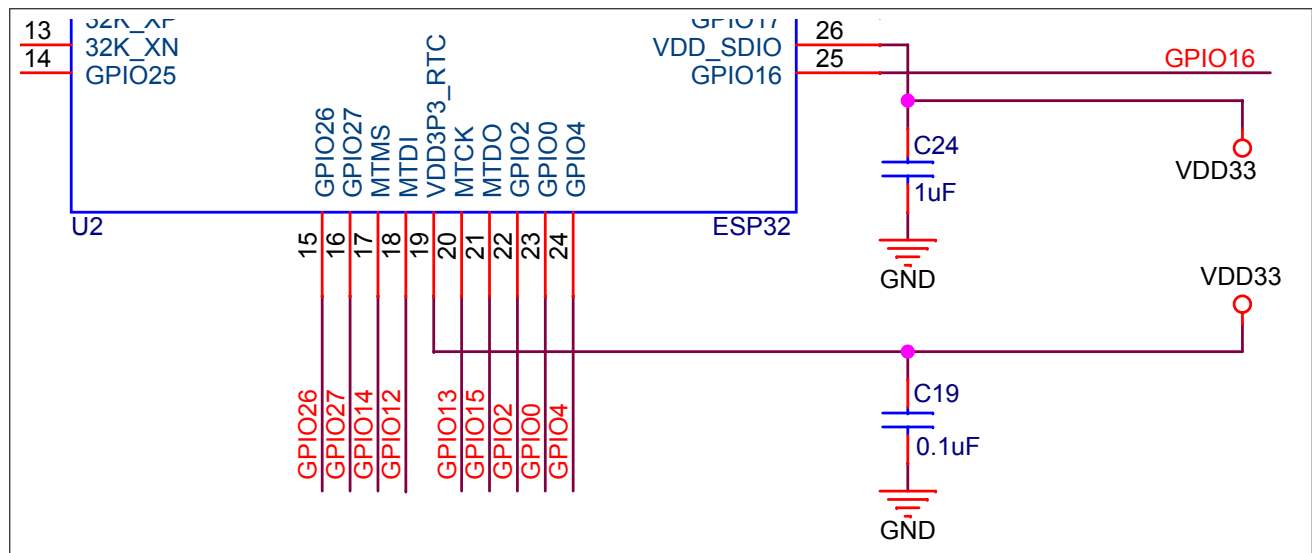 32K_XP
GPIO17
13
32K_XN
VDD_SDIO
26
14
GPIO25
GPIO16
25
GPIO16
GPIO26
GPIO27
MTMS
MTDI
VDD3P3_RTC
MTCK
MTDO
GPIO2
GPIO0
GPIO4
C24
1uF
VDD33
U2
ESP32
15
16
17
18
19
20
21
22
23
24
GND
VDD33
GPIO26
GPIO27
GPIO14
GPIO12
GPIO13
GPIO15
GPIO2
GPIO0
GPIO4
C19
0.1uF
GND